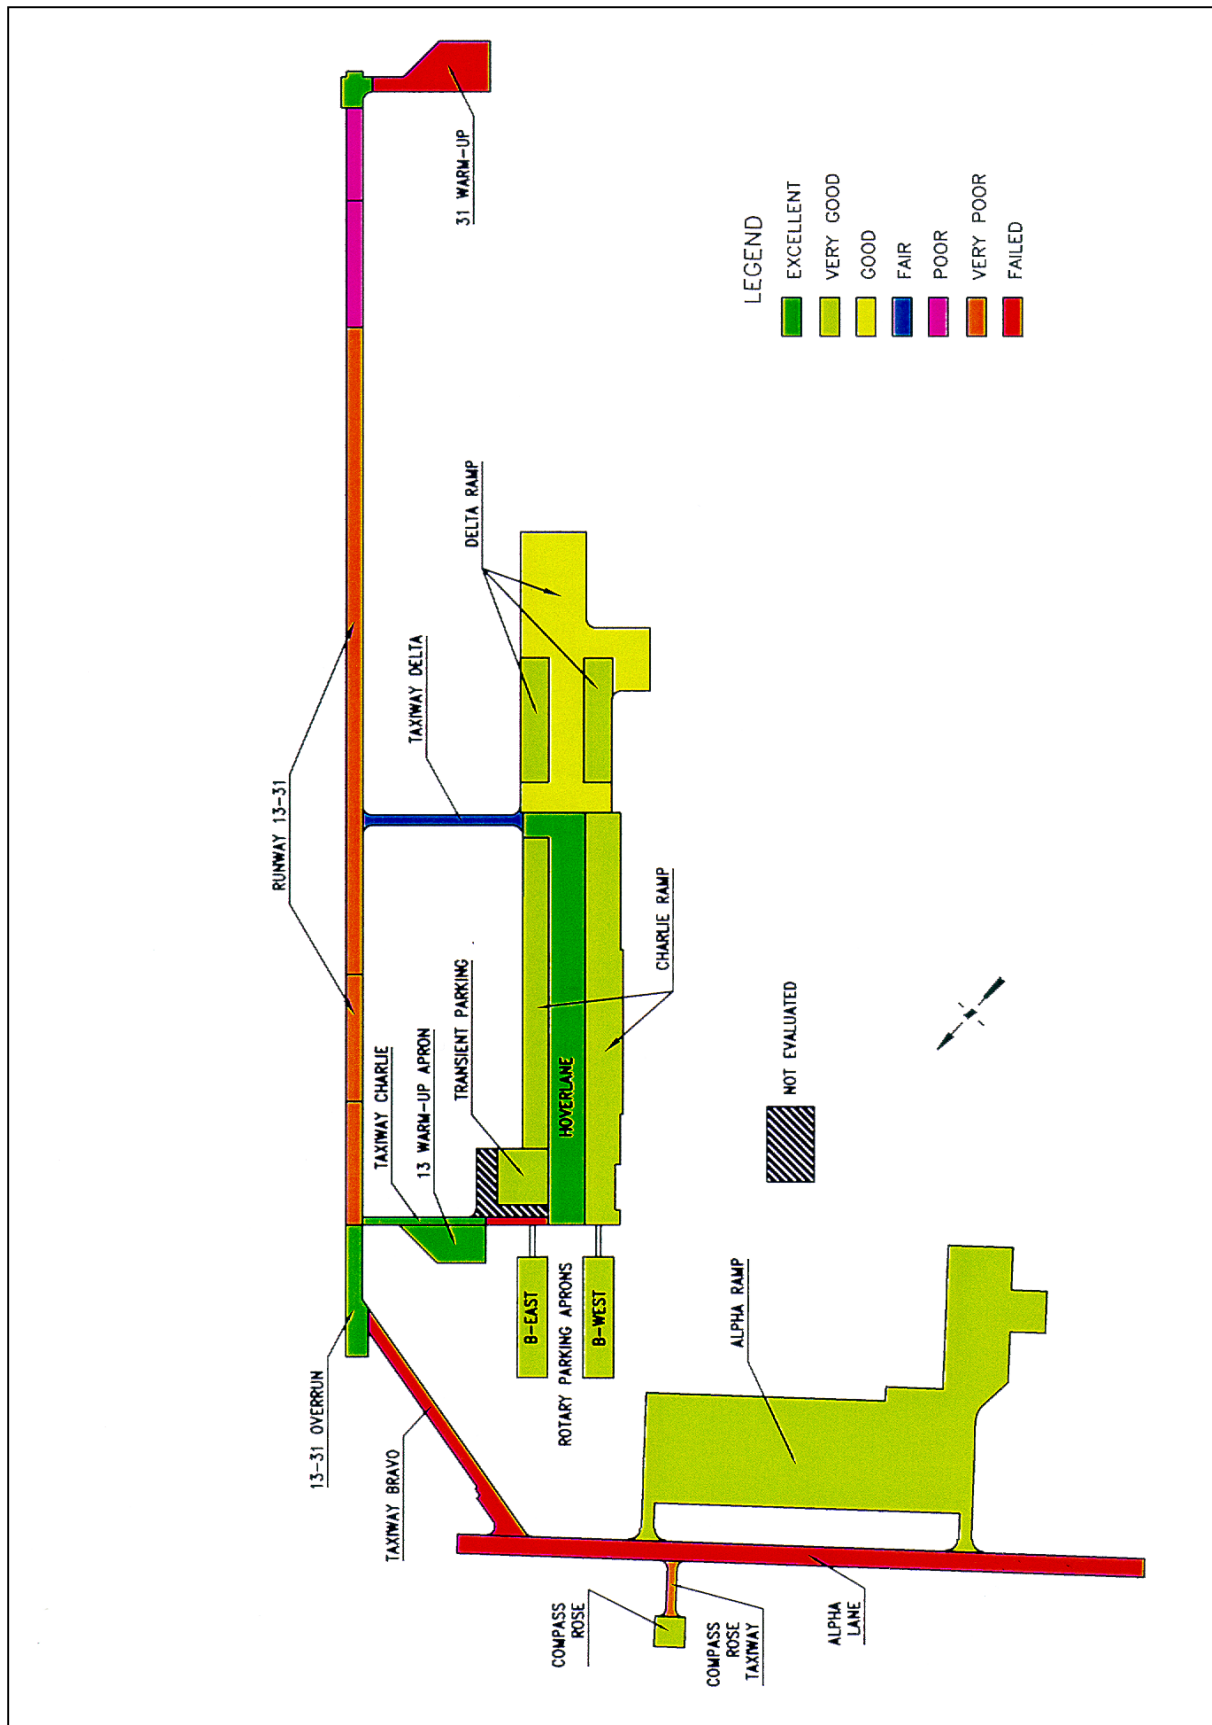 31 WARM-UP
LEGEND
EXCELLENT
VERY GOOD
GOOD
FAIR
POOR
VERY POOR
FAILED
DELTA RAMP
TAXIWAY DELTA
RUNWAY 13-31
CHARLIE RAMP
TRANSIENT PARKING
HOVERLANE
TAXIWAY CHARLIE
13 WARM-UP APRON
NOT EVALUATED
B-EAST
B-WEST
ROTARY PARKING APRONS
ALPHA RAMP
13-31 OVERRUN
TAXIWAY BRAVO
COMPASS
ROSE
COMPASS
ROSE
TAXIWAY
ALPHA
LANE